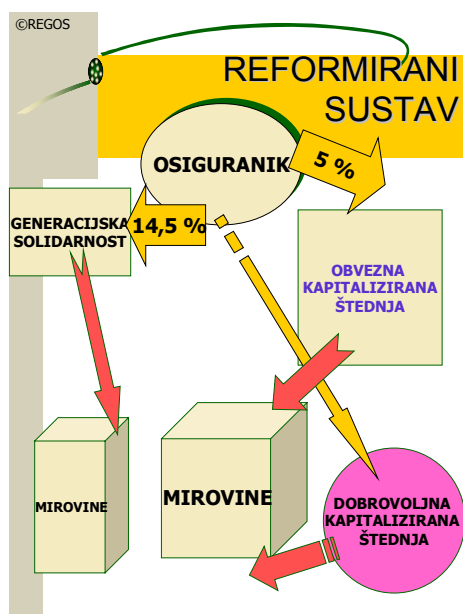 ©REGOS
REFORMIRANI
SUSTAV
OSIGURANIK
5 %
GENERACIJSKA
SOLIDARNOST
14,5 %
OBVEZNA
KAPITALIZIRANA
ŠTEDNJA
MIROVINE
MIROVINE
DOBROVOLJNA
KAPITALIZIRANA
ŠTEDNJA